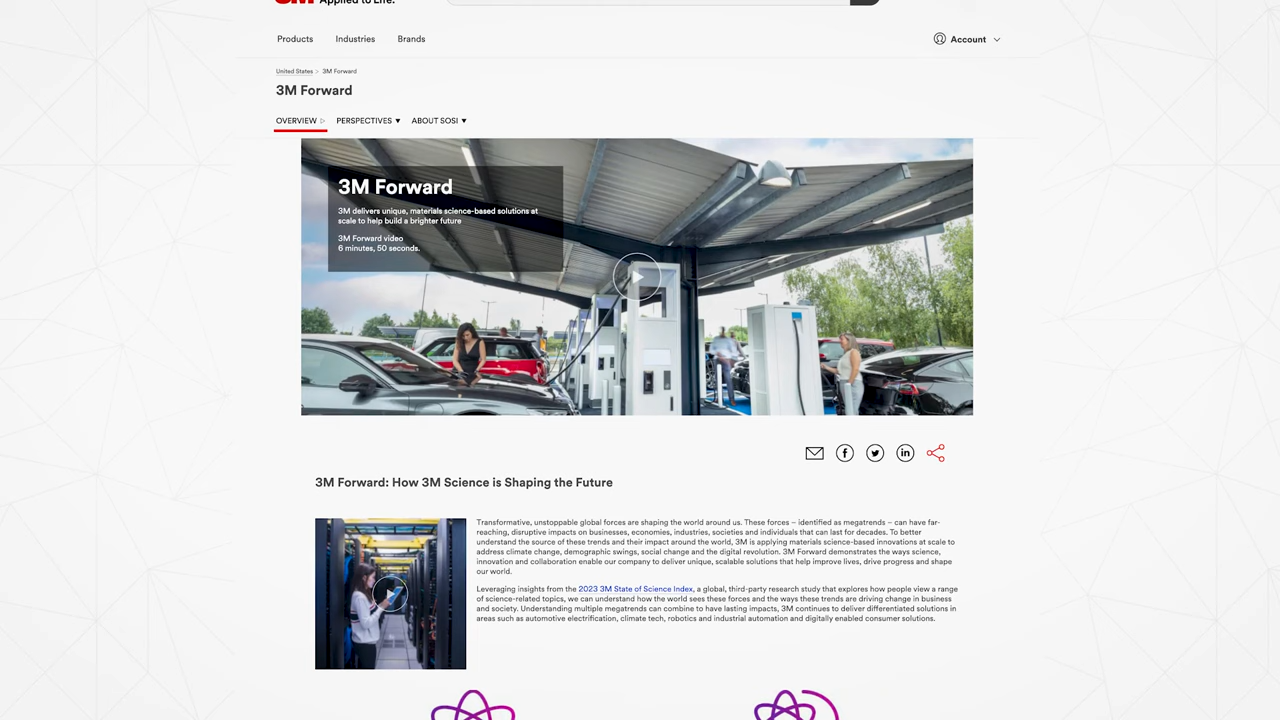 3M Applied to Life.
Products Industries Brands Account
United States > 3M Forward
3M Forward
OVERVIEW PERSPECTIVES ABOUT SOSI
3M Forward
3M delivers unique, materials science-based solutions at
scale to help build a brighter future
3M Forward video
6 minutes, 50 seconds.
3M Forward: How 3M Science is Shaping the Future
Transformative, unstoppable global forces are shaping the world around us. These forces – identified as megatrends – can have far-
reaching, disruptive impacts on businesses, economies, industries, societies and individuals that can last for decades. To better
understand the source of these trends and their impact around the world, 3M is applying materials science-based innovations at scale to
address climate change, demographic swings, social change and the digital revolution. 3M Forward demonstrates the ways science,
innovation and collaboration enable our company to deliver unique, scalable solutions that help improve lives, drive progress and shape
our world.
Leveraging insights from the 2023 3M State of Science Index, a global, third-party research study that explores how people view a range
of science-related topics, we can understand how the world sees these forces and the ways these trends are driving change in business
and society. Understanding multiple megatrends can combine to have lasting impacts, 3M continues to deliver differentiated solutions in
areas such as automotive electrification, climate tech, robotics and industrial automation and digitally enabled consumer solutions.